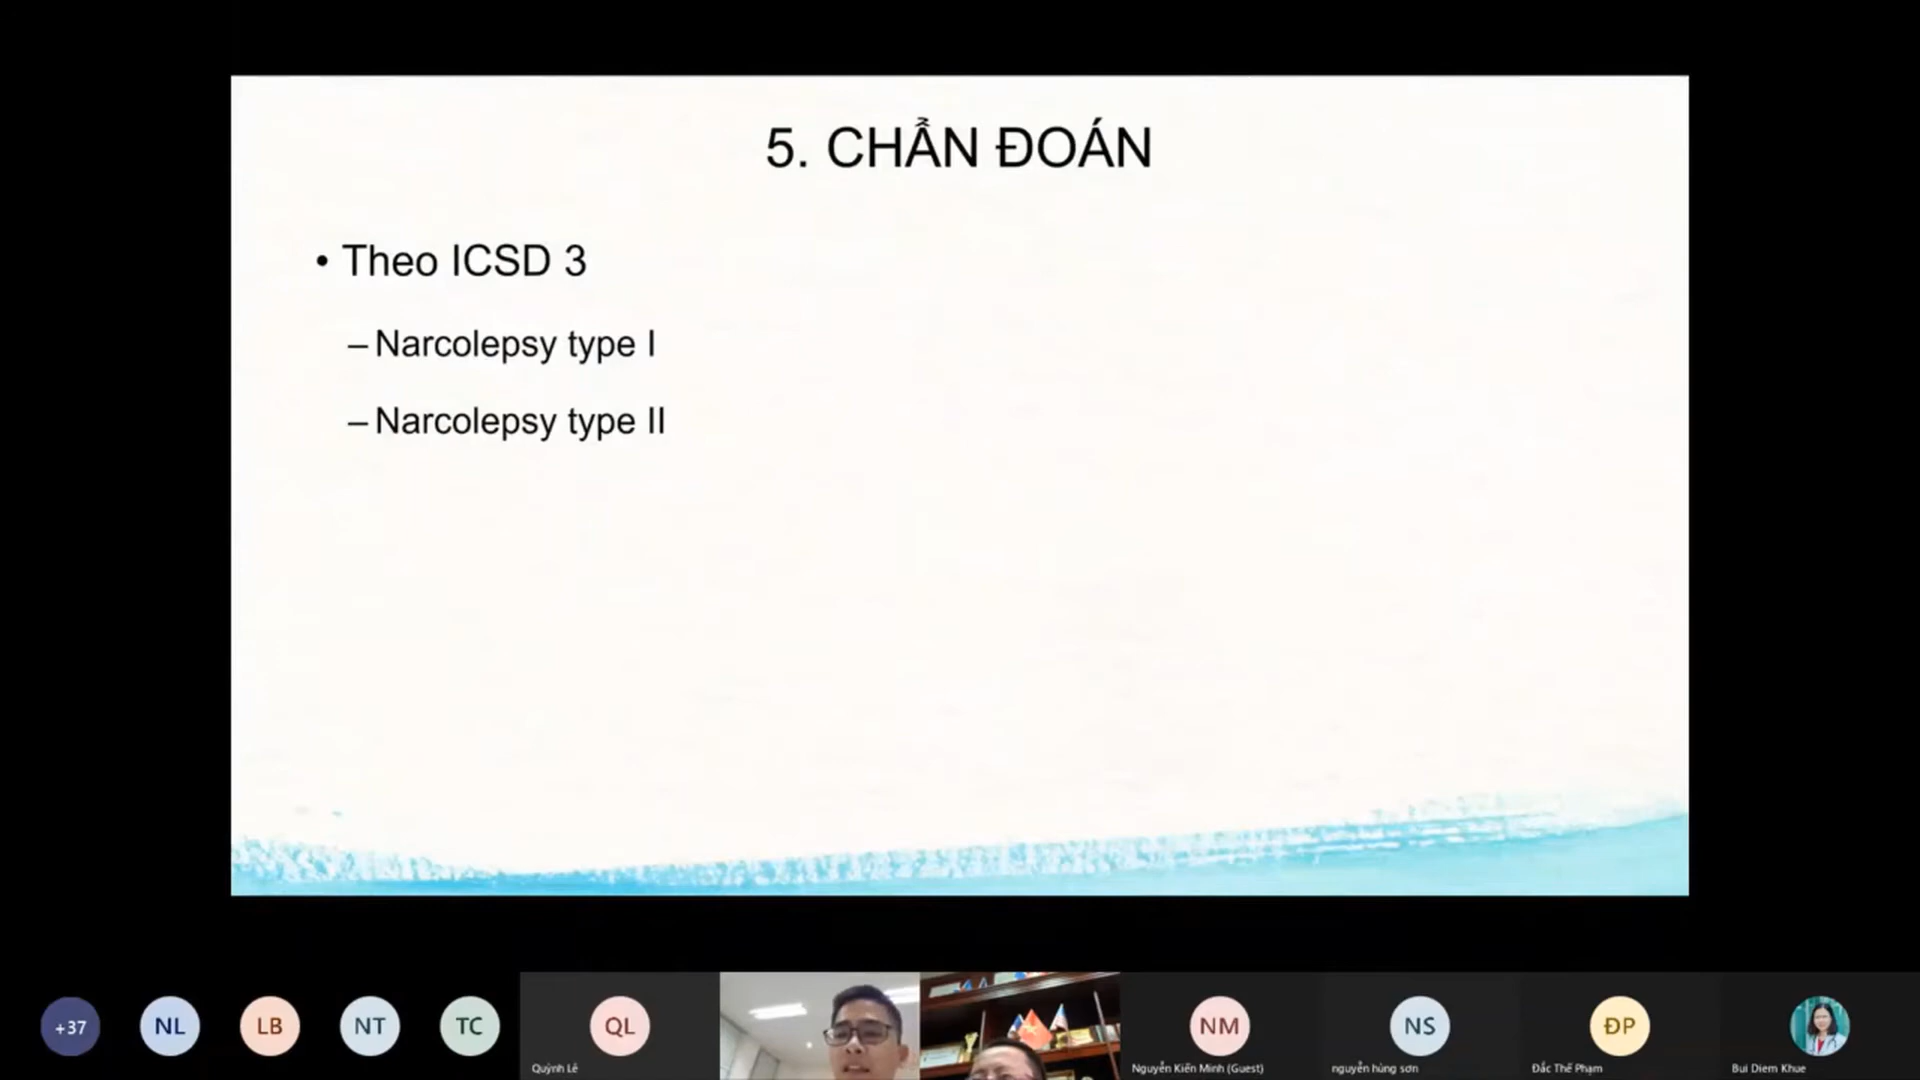 5. CHẨN ĐOÁN
• Theo ICSD 3
– Narcolepsy type I
– Narcolepsy type II
+37
NL
LB
NT
TC
QL
NM
NS
ĐP
Quỳnh Lê
Nguyễn Kiến Minh (Guest)
nguyễn hùng sơn
Đắc Thế Phạm
Bui Diem Khue